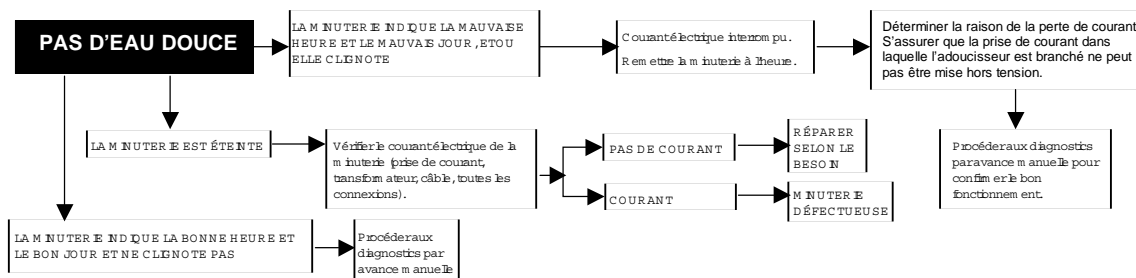 PAS D'EAU DOUCE
LA MINUTERIE INDIQUE LA MAUVAISE
HEURE ET LE MAUVAIS JOUR, ET OU
ELLE CLIGNOTE
Courant électrique interrompu.
Remettre la minuterie à l'heure.
Déterminer la raison de la perte de courant
S'assurer que la prise de courant dans
laquelle l'adoucisseur est branché ne peut
pas être mise hors tension.
LA MINUTERIE EST ÉTEINTE
Vérifier le courant électrique de la
minuterie (prise de courant,
transformateur, câble, toutes les
connexions).
PAS DE COURANT
RÉPARER
SELON LE
BESOIN
COURANT
MINUTERIE
DÉFECTUEUSE
Procéder aux diagnostics
par avance manuelle pour
confirmer le bon
fonctionnement.
LA MINUTERIE INDIQUE LA BONNE HEURE ET
LE BON JOUR ET NE CLIGNOTE PAS
Procéder aux
diagnostics par
avance manuelle